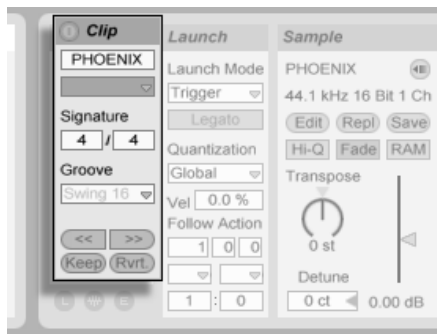 Clip
PHOENIX
Signature
4 / 4
Groove
Swing 16
<< >>
Keep Rvrt.
L E
Launch
Launch Mode
Trigger
Legato
Quantization
Global
Vel 0.0 %
Follow Action
1 0 0
1 : 0
Sample
PHOENIX
44.1 kHz 16 Bit 1 Ch
Edit Repl Save
Hi-Q Fade RAM
Transpose
0 st
Detune
0 ct 0.00 dB